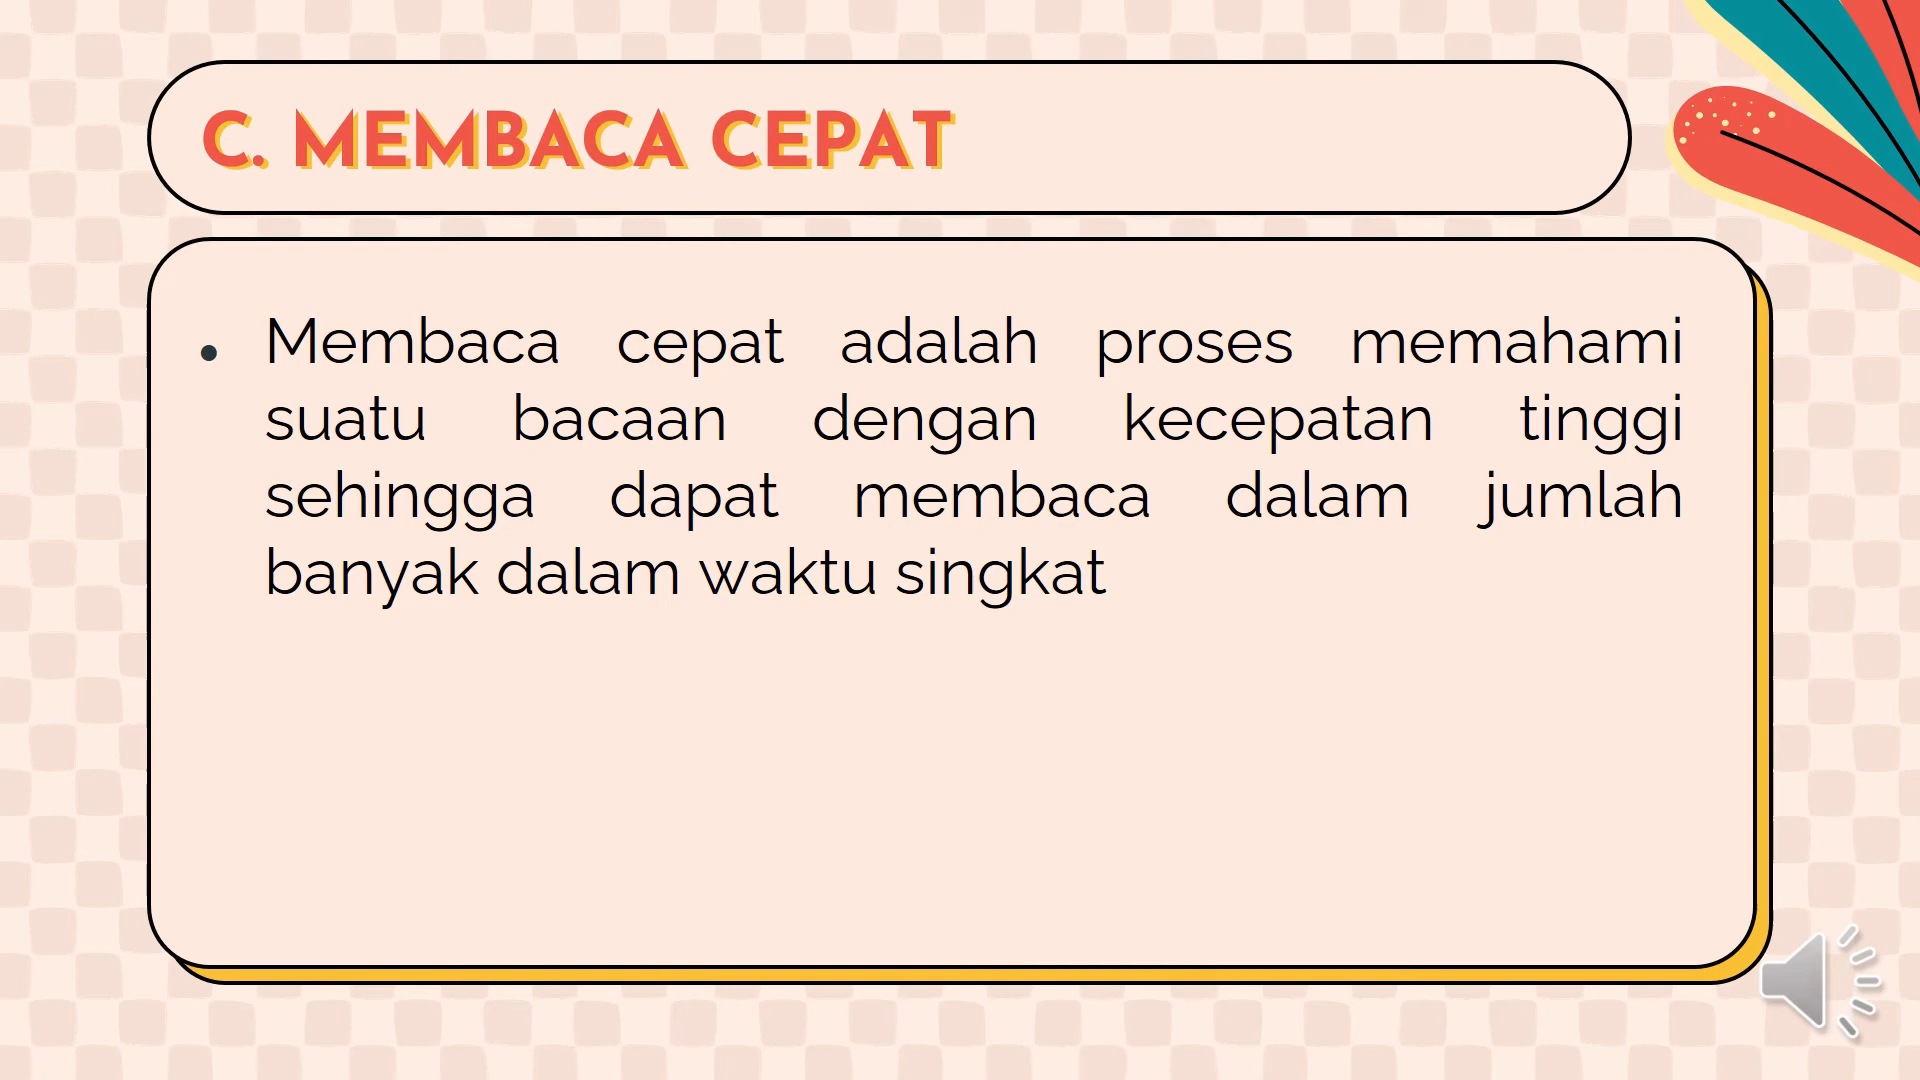 C. MEMBACA CEPAT
• Membaca cepat adalah proses memahami
suatu bacaan dengan kecepatan tinggi
sehingga dapat membaca dalam jumlah
banyak dalam waktu singkat